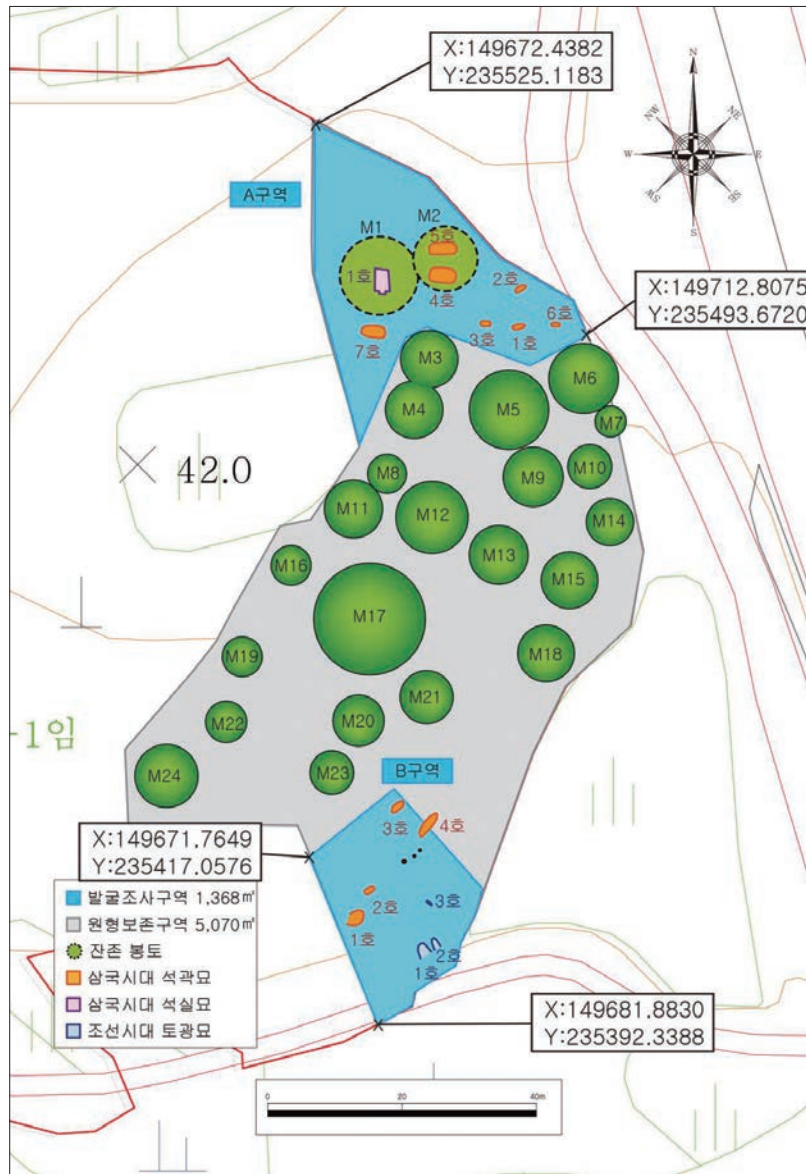 X:149672.4382
Y:235525.1183
N
NW
NE
W
E
SW
SE
S
A구역
M1
M2
5호
1호
4호
2호
X:149712.8075
Y:235493.6720
7호
3호
1호
6호
M3
M6
M4
M5
M7
42.0
M8
M9
M10
M11
M12
M14
M13
M16
M15
M17
M19
M18
M21
-1임
M22
M20
M24
M23
B구역
3호
4호
X:149671.7649
Y:235417.0576
발굴조사구역 1,368㎡
원형보존구역 5,070㎡
잔존 봉토
삼국시대 석곽묘
삼국시대 석실묘
조선시대 토광묘
2호
3호
1호
2호
1호
X:149681.8830
Y:235392.3388
0 20 40m